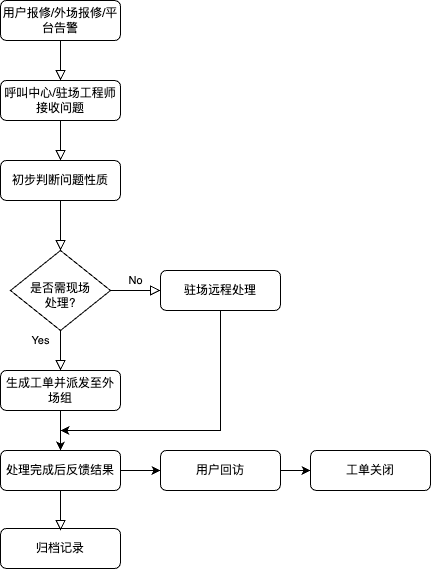 用户报修/外场报修/平
台告警
呼叫中心/驻场工程师
接收问题
初步判断问题性质
是否需现场
处理?
No
驻场远程处理
Yes
生成工单并派发至外
场组
处理完成后反馈结果
用户回访
工单关闭
归档记录